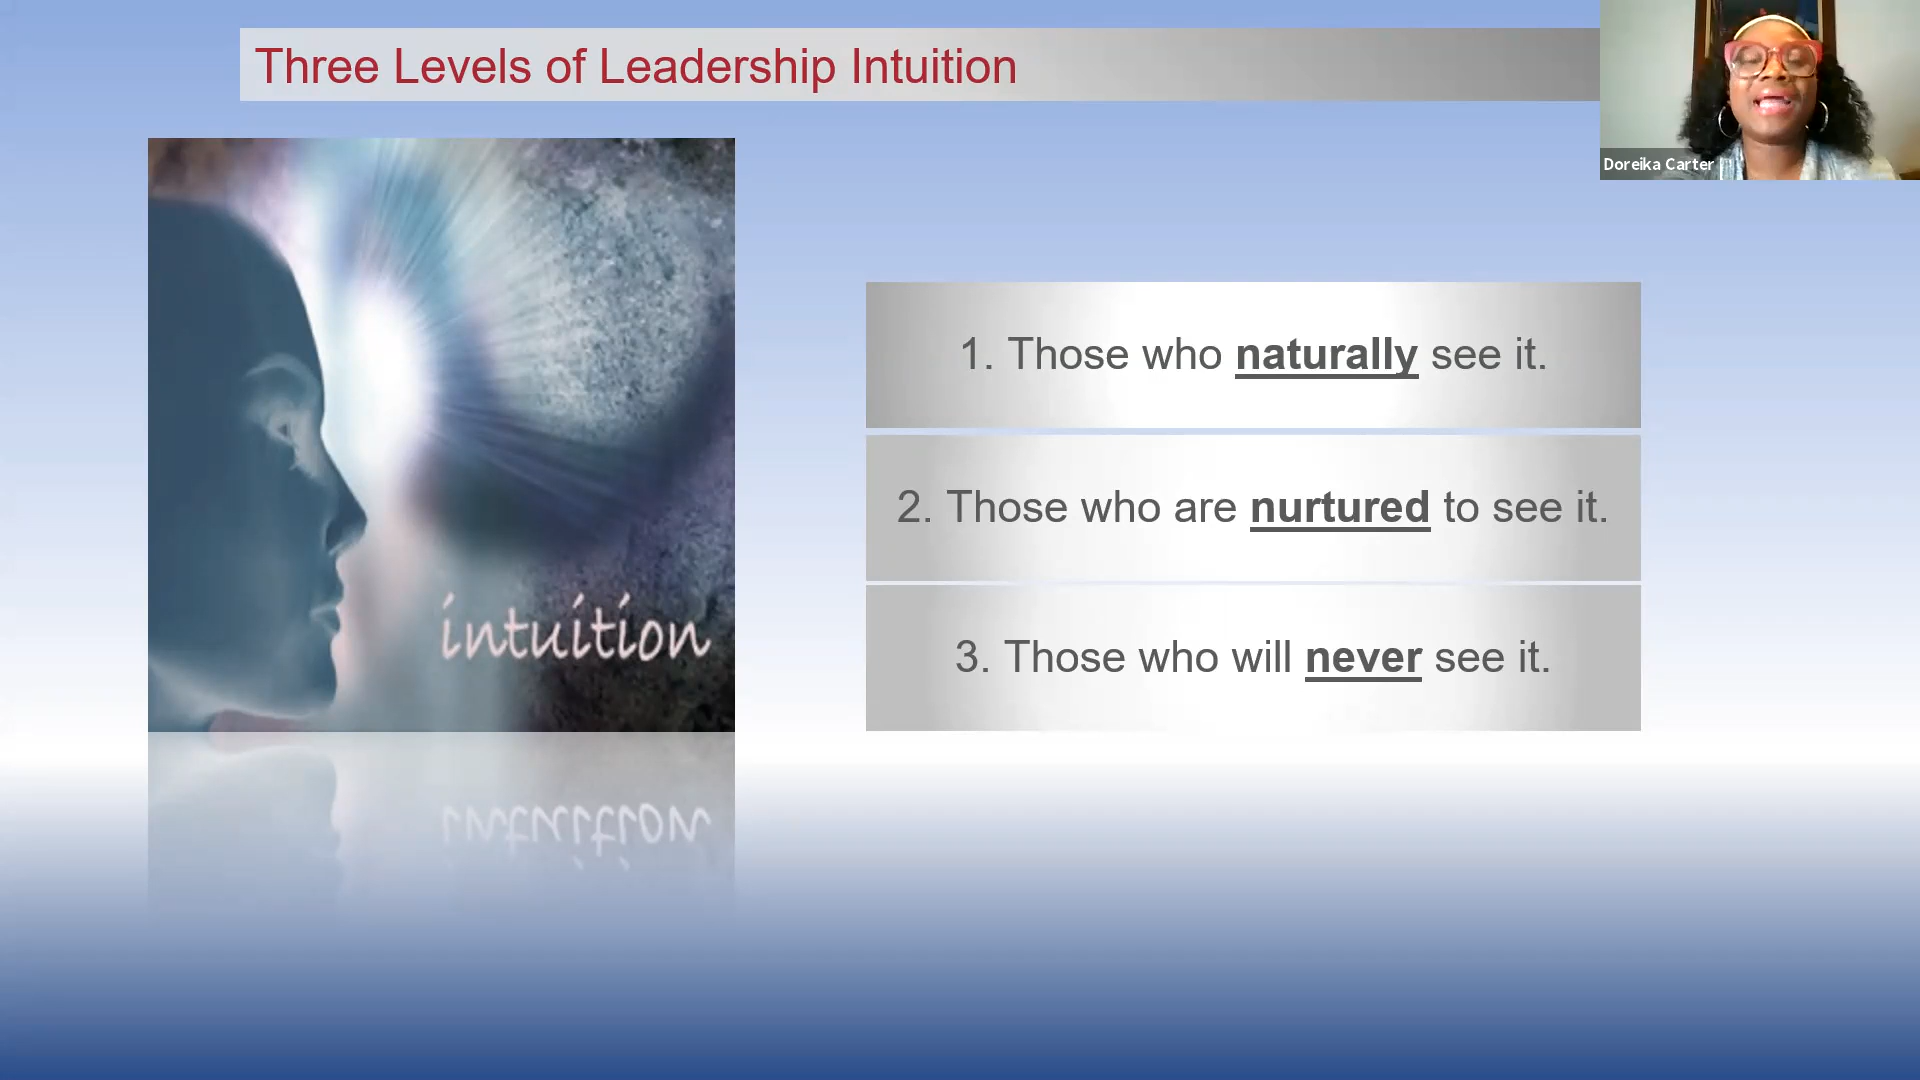 Three Levels of Leadership Intuition
Doreika Carter
1. Those who naturally see it.
2. Those who are nurtured to see it.
3. Those who will never see it.
intuition
intuition